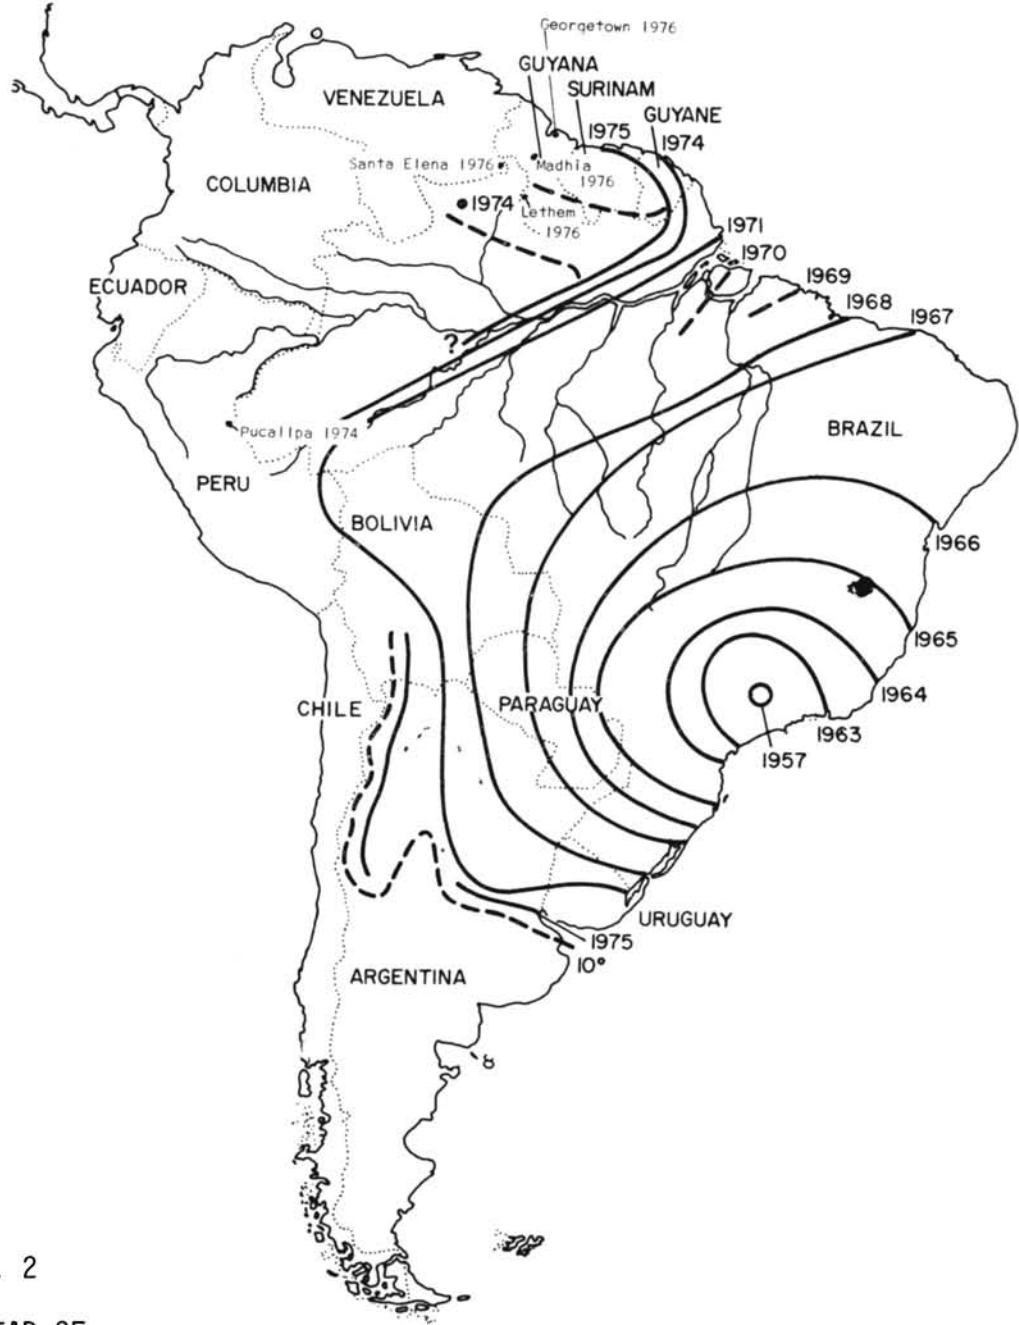 Georgetown 1976
GUYANA
SURINAM
VENEZUELA
GUYANE
1975
1974
Santa Elena 1976
Madhia
1976
COLUMBIA
1974
Lethem
1976
1971
1970
ECUADOR
1969
1968
1967
?
BRAZIL
Pucallpa 1974
PERU
BOLIVIA
1966
1965
1964
CHILE
PARAGUAY
1963
1957
URUGUAY
1975
10°
ARGENTINA
2